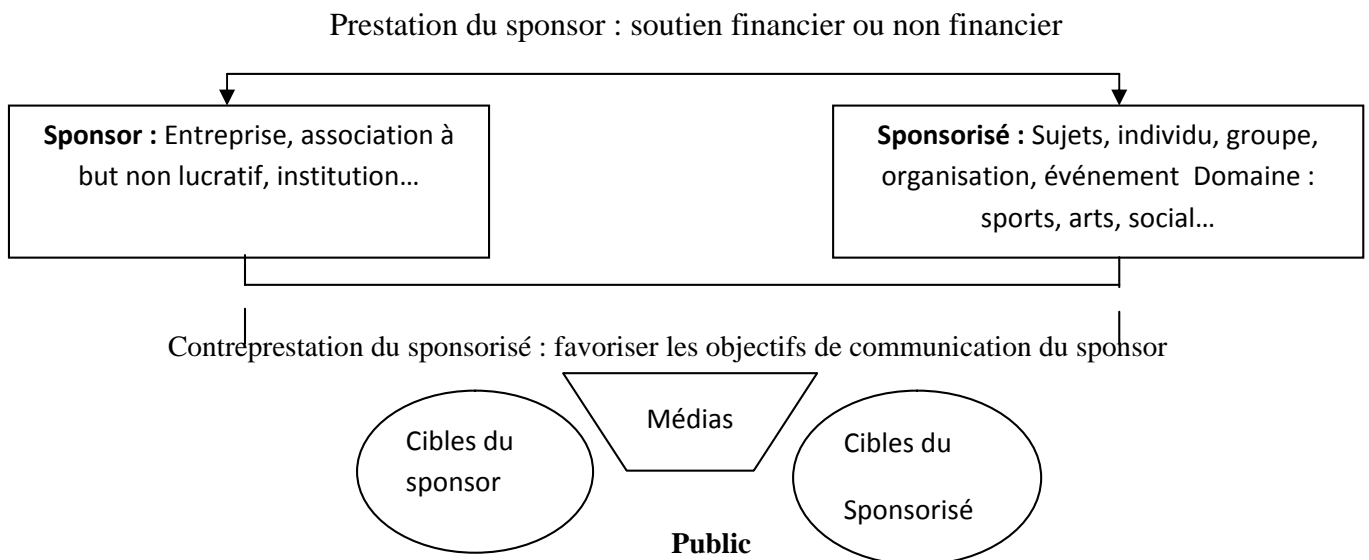 Prestation du sponsor : soutien financier ou non financier
Sponsor : Entreprise, association à
but non lucratif, institution…
Sponsorisé : Sujets, individu, groupe,
organisation, événement Domaine :
sports, arts, social…
Contreprestation du sponsorisé : favoriser les objectifs de communication du sponsor
Médias
Cibles du
sponsor
Cibles du
Sponsorisé
Public